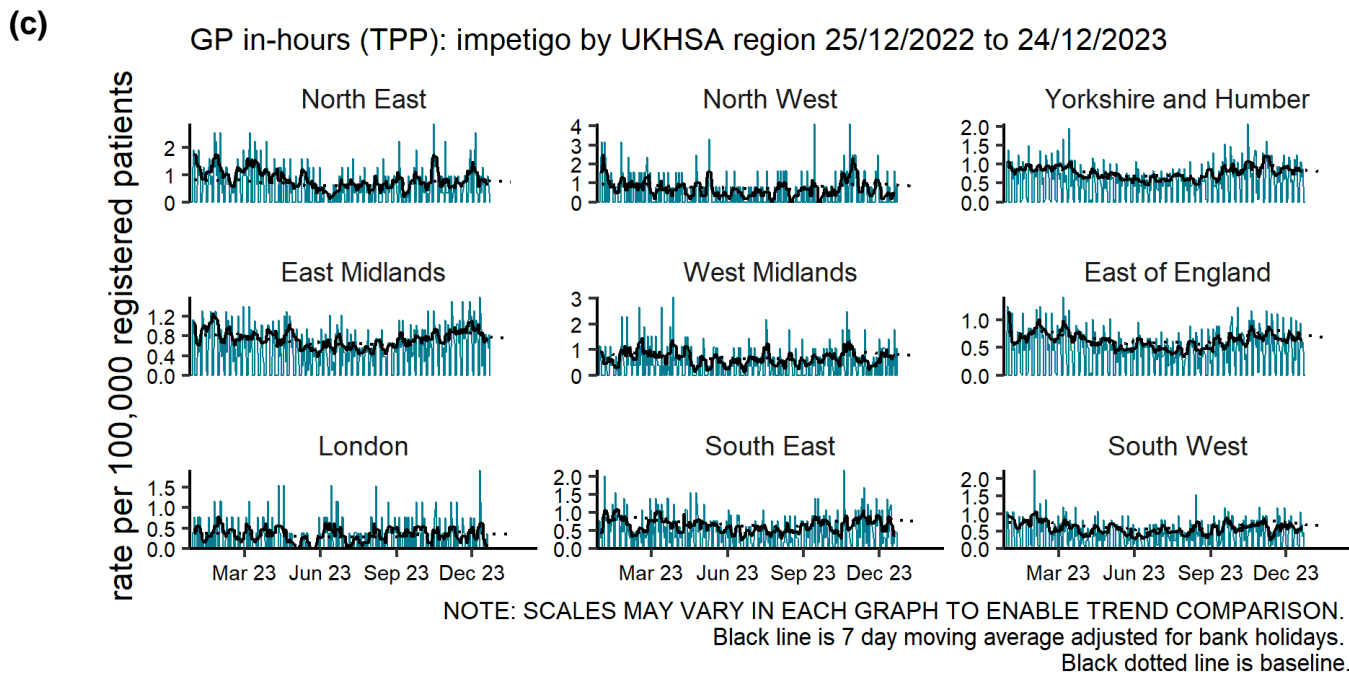 (c)
GP in-hours (TPP): impetigo by UKHSA region 25/12/2022 to 24/12/2023
rate per 100,000 registered patients
North East
2
1
0
North West
4
3
2
1
0
Yorkshire and Humber
2.0
1.5
1.0
0.5
0.0
East Midlands
1.2
0.8
0.4
0.0
West Midlands
3
2
1
0
East of England
1.0
0.5
0.0
London
1.5
1.0
0.5
0.0
Mar 23 Jun 23 Sep 23 Dec 23
South East
2.0
1.5
1.0
0.5
0.0
Mar 23 Jun 23 Sep 23 Dec 23
South West
2.0
1.5
1.0
0.5
0.0
Mar 23 Jun 23 Sep 23 Dec 23
NOTE: SCALES MAY VARY IN EACH GRAPH TO ENABLE TREND COMPARISON.
Black line is 7 day moving average adjusted for bank holidays.
Black dotted line is baseline.